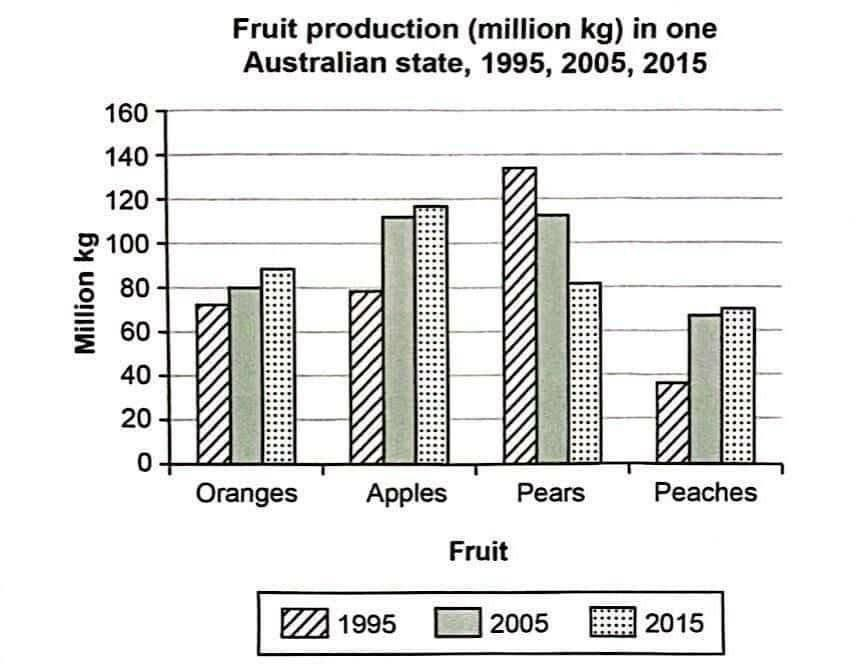 Fruit production (million kg) in one
Australian state, 1995, 2005, 2015
160
140
120
100
80
60
40
20
0
Million kg
Oranges Apples Pears Peaches
Fruit
1995 2005 2015